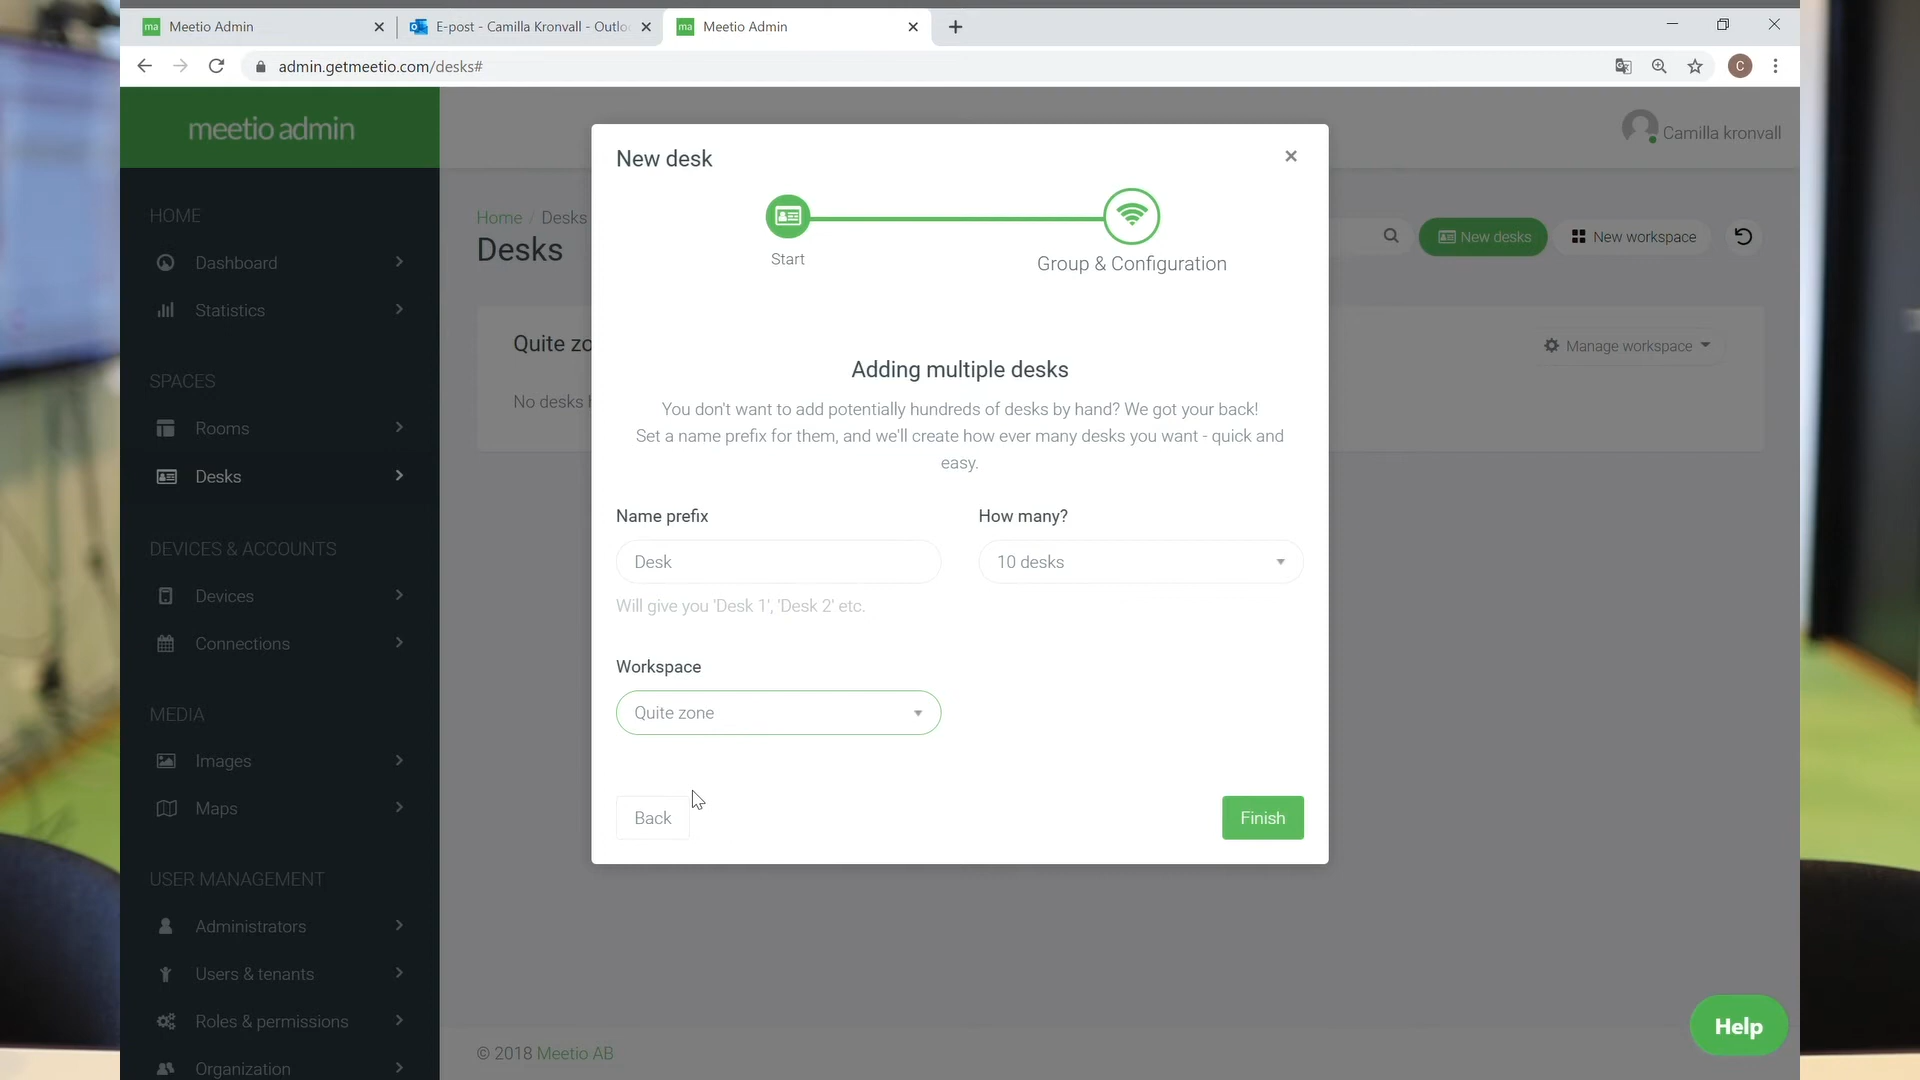 Meetio Admin
E-post - Camilla Kronvall - Outlo
Meetio Admin
admin.getmeetio.com/desks#
C
meetio admin
Camilla kronvall
HOME
Dashboard
Statistics
SPACES
Rooms
Desks
DEVICES & ACCOUNTS
Devices
Connections
MEDIA
Images
Maps
USER MANAGEMENT
Administrators
Users & tenants
Roles & permissions
Organization
Home / Desks
Desks
New desks
New workspace
Quite zo
Manage workspace
No desks h
New desk
Start
Group & Configuration
Adding multiple desks
You don't want to add potentially hundreds of desks by hand? We got your back!
Set a name prefix for them, and we'll create how ever many desks you want - quick and
easy.
Name prefix
How many?
Desk
10 desks
Will give you 'Desk 1', 'Desk 2' etc.
Workspace
Quite zone
Back
Finish
Help
© 2018 Meetio AB